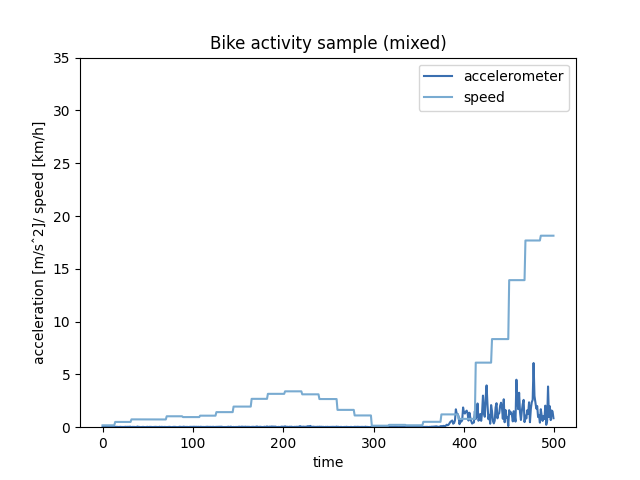 Bike activity sample (mixed)
35
30
25
20
15
10
5
0
acceleration [m/sˆ2]/ speed [km/h]
accelerometer
speed
0 100 200 300 400 500
time